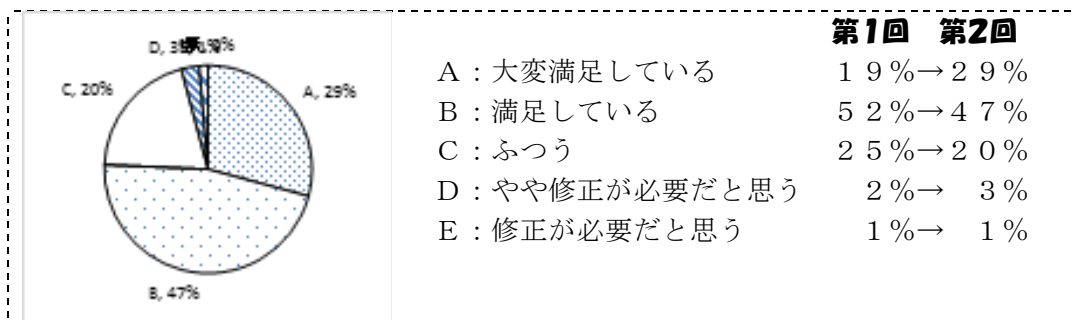 第1回 第2回
A：大変満足している 19％→29％
B：満足している 52％→47％
C：ふつう 25％→20％
D：やや修正が必要だと思う 2％→ 3％
E：修正が必要だと思う 1％→ 1％
A, 29%
B, 47%
C, 20%
D, 3%